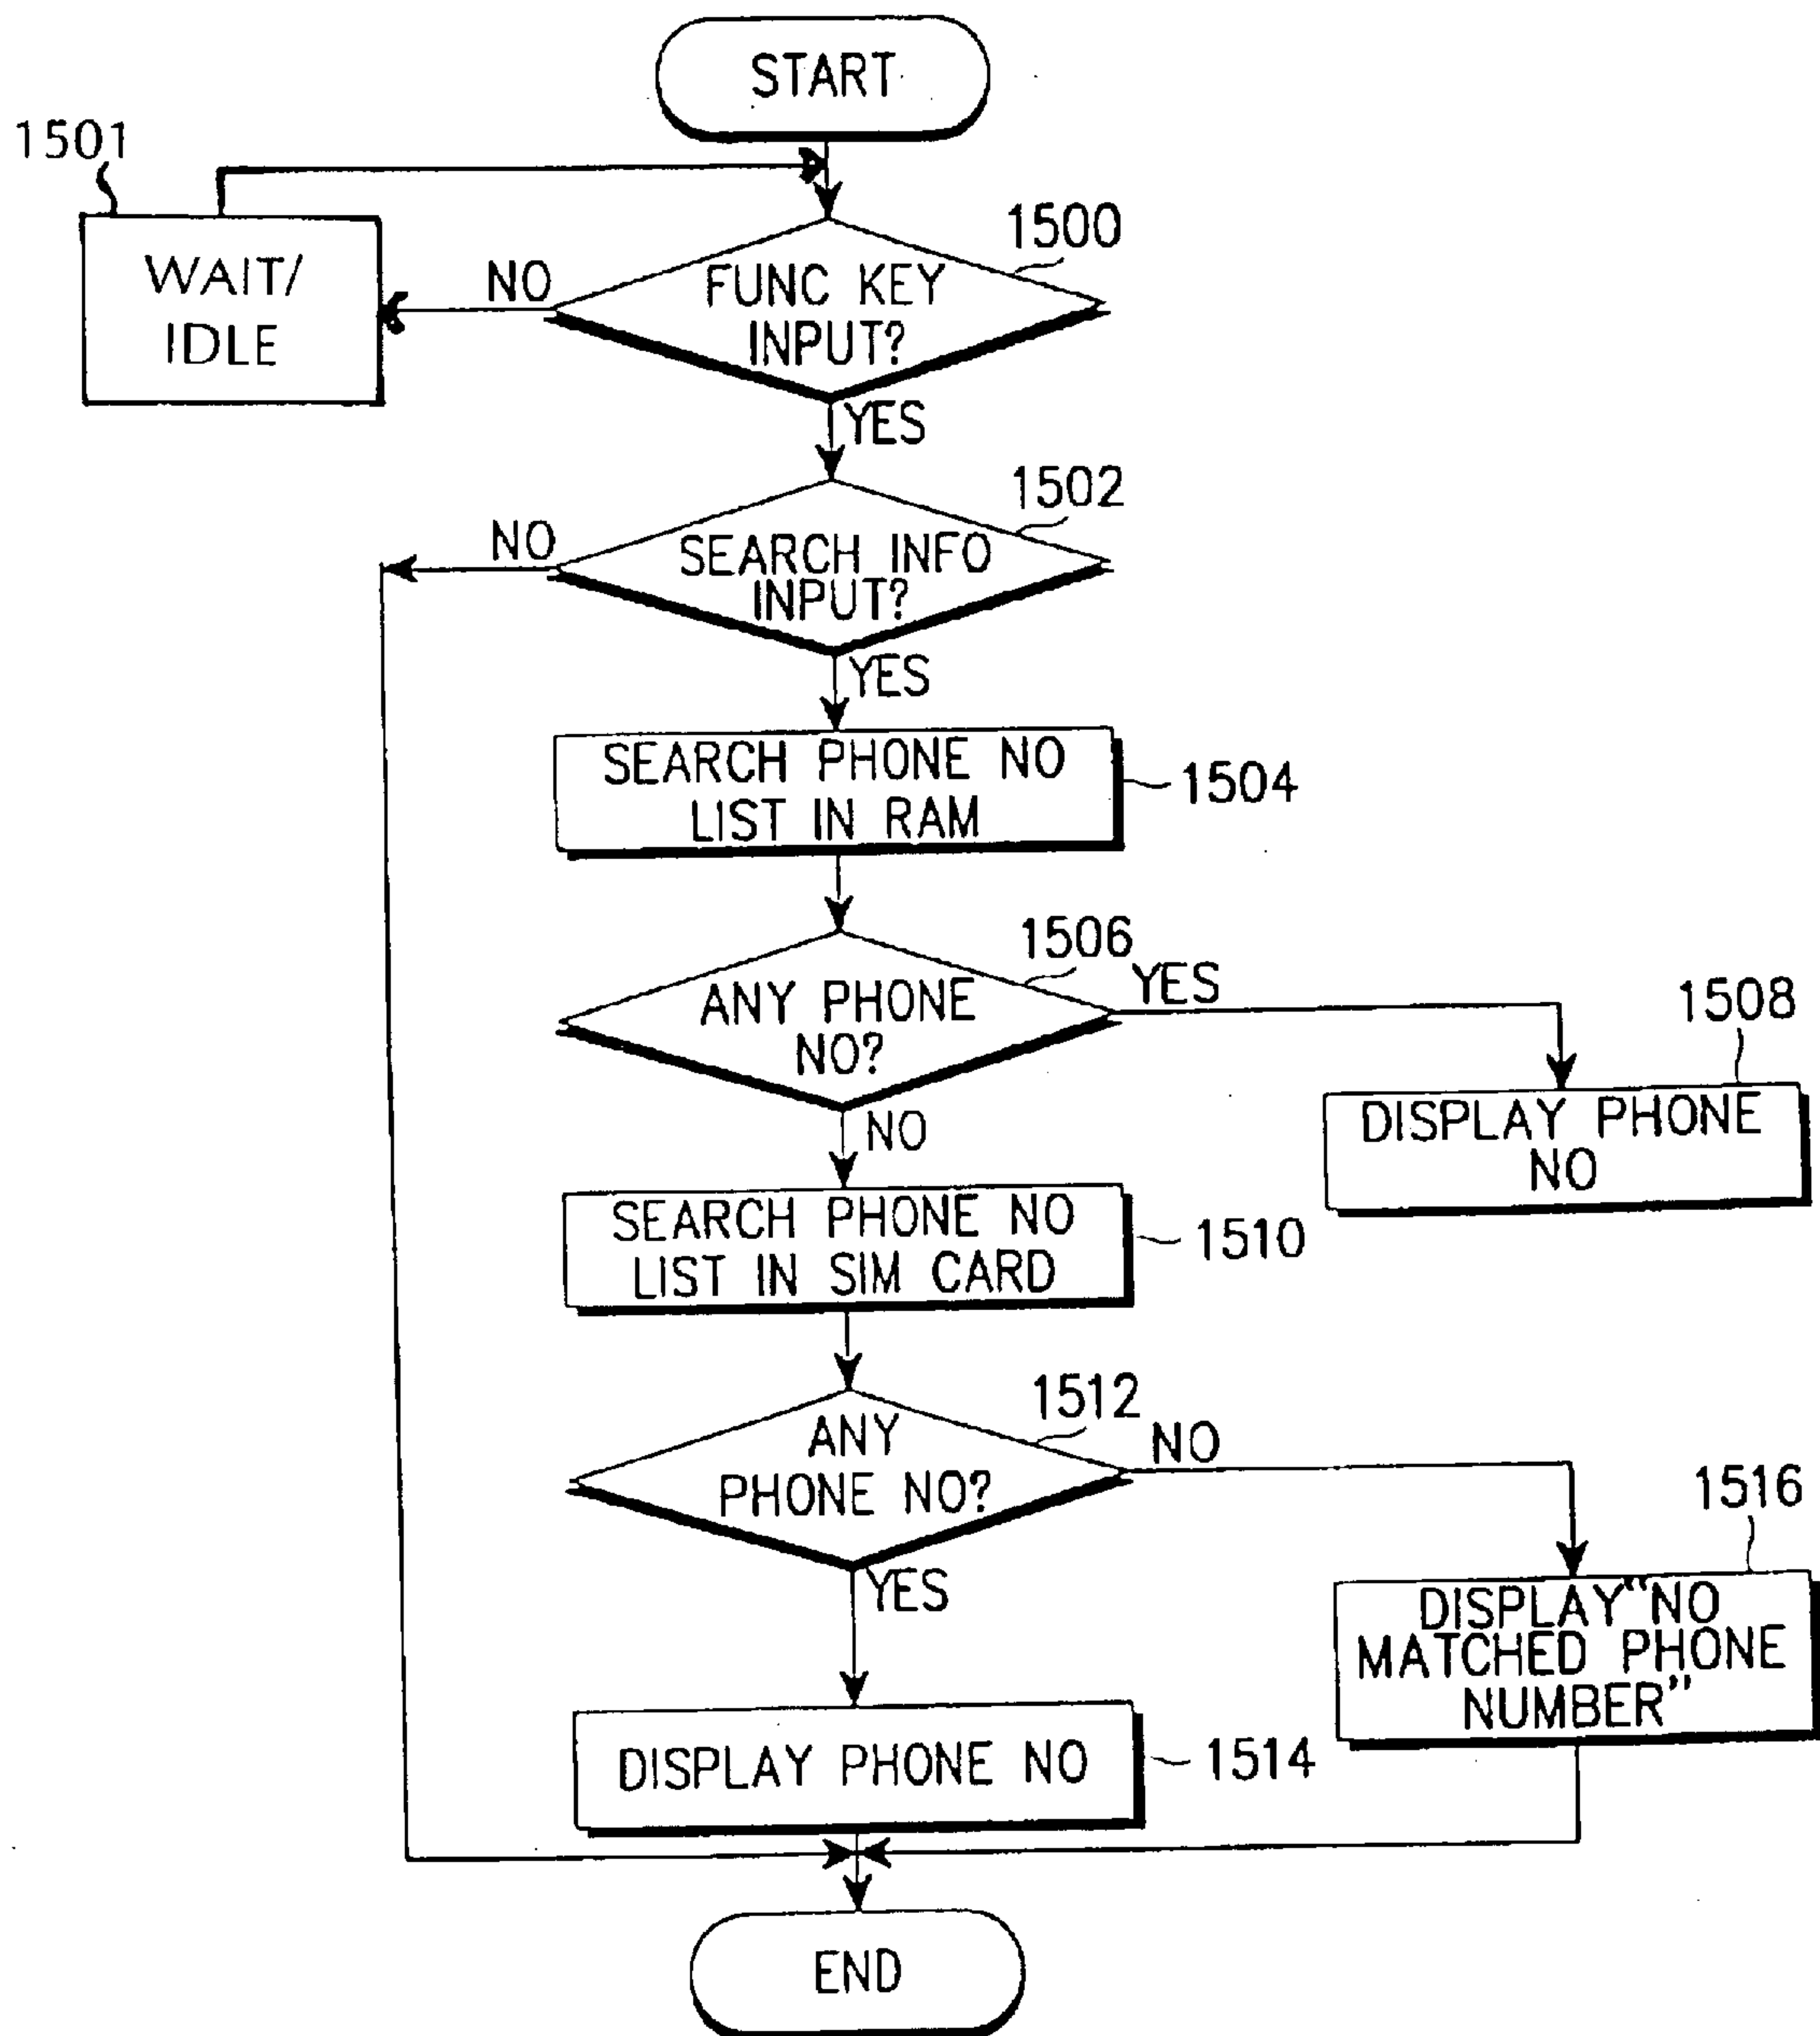 START
1501
1500
WAIT/
IDLE
NO
FUNC KEY
INPUT?
YES
1502
NO
SEARCH INFO
INPUT?
YES
SEARCH PHONE NO
LIST IN RAM
1504
1506
YES
ANY PHONE
NO?
1508
NO
DISPLAY PHONE
NO
SEARCH PHONE NO
LIST IN SIM CARD
1510
1512
NO
ANY
PHONE NO?
1516
YES
DISPLAY"NO
MATCHED PHONE
NUMBER"
DISPLAY PHONE NO
1514
END